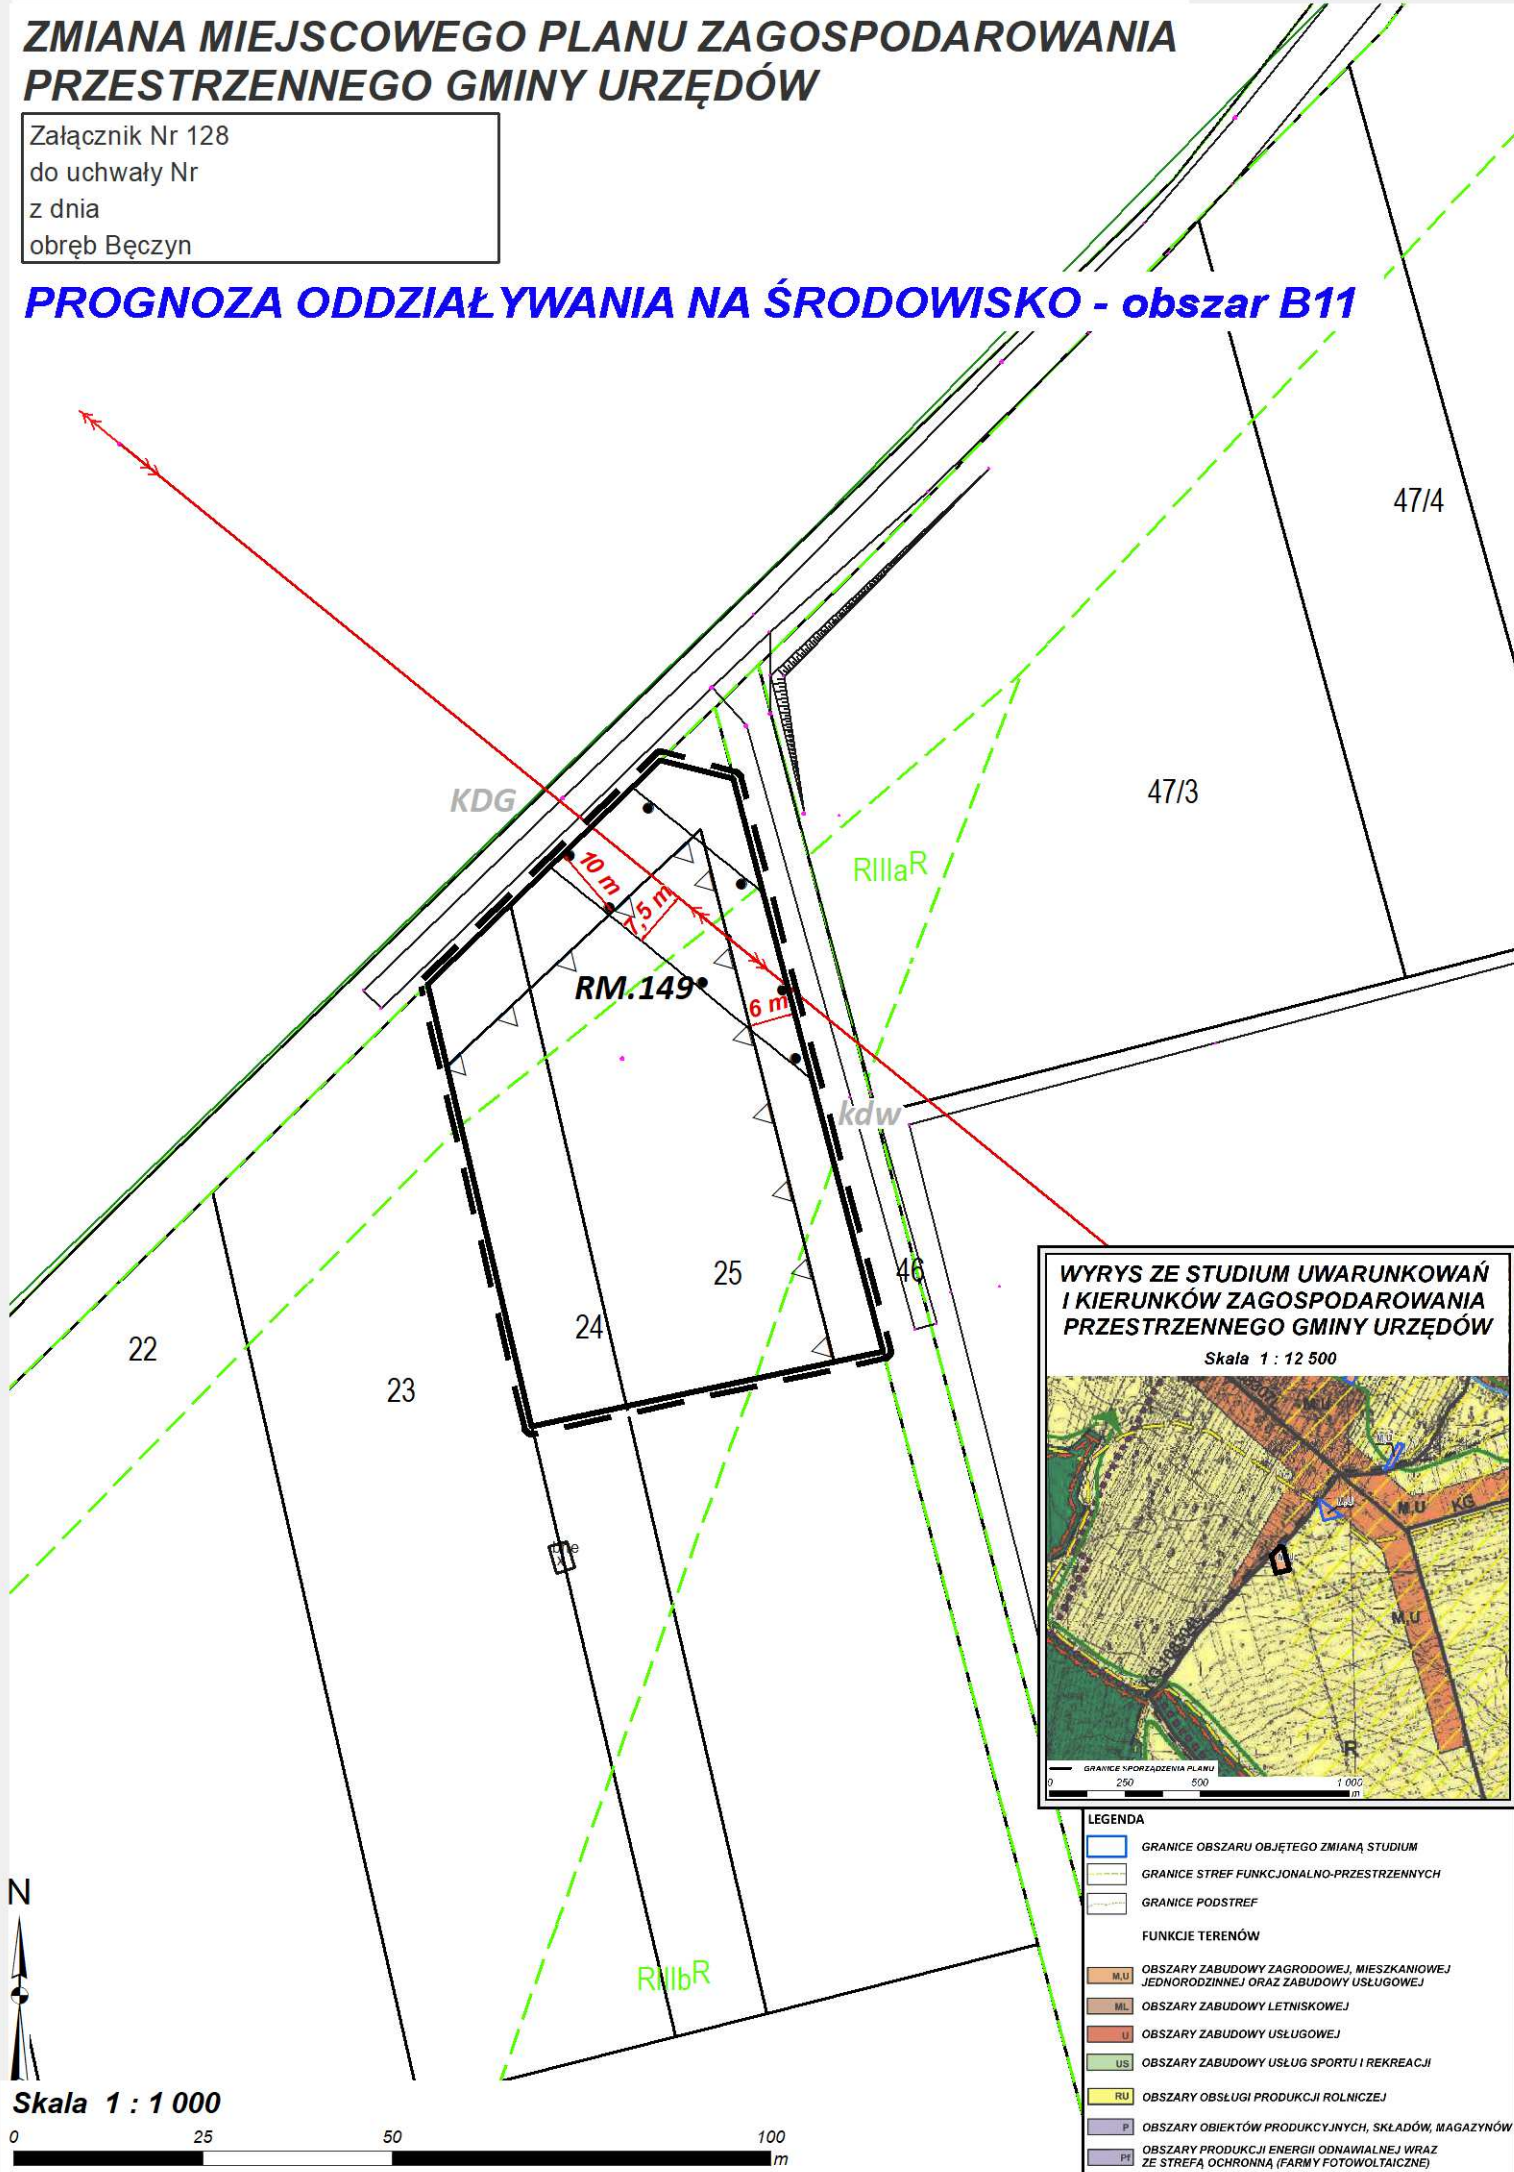 ZMIANA MIEJSCOWEGO PLANU ZAGOSPODAROWANIA
PRZESTRZENNEGO GMINY URZĘDÓW
Załącznik Nr 128
do uchwały Nr
z dnia
obręb Bęczyn
PROGNOZA ODDZIAŁYWANIA NA ŚRODOWISKO - obszar B11
47/4
KDG
47/3
RIIIaR
10 m
7,5 m
RM.149
6 m
kdw
25
46
24
22
23
RIIIbR
WYRYS ZE STUDIUM UWARUNKOWAŃ
I KIERUNKÓW ZAGOSPODAROWANIA
PRZESTRZENNEGO GMINY URZĘDÓW
Skala 1 : 12 500
M,U
M,U
M,U
KG
M,U
R
GRANICE SPORZĄDZENIA PLANU
0 250 500 1 000
m
LEGENDA
GRANICE OBSZARU OBJĘTEGO ZMIANĄ STUDIUM
GRANICE STREF FUNKCJONALNO-PRZESTRZENNYCH
GRANICE PODSTREF
FUNKCJE TERENÓW
M,U OBSZARY ZABUDOWY ZAGRODOWEJ, MIESZKANIOWEJ
JEDNORODZINNEJ ORAZ ZABUDOWY USŁUGOWEJ
ML OBSZARY ZABUDOWY LETNISKOWEJ
U OBSZARY ZABUDOWY USŁUGOWEJ
US OBSZARY ZABUDOWY USŁUG SPORTU I REKREACJI
RU OBSZARY OBSŁUGI PRODUKCJI ROLNICZEJ
P OBSZARY OBIEKTÓW PRODUKCYJNYCH, SKŁADÓW, MAGAZYNÓW
Pf OBSZARY PRODUKCJI ENERGII ODNAWIALNEJ WRAZ
ZE STREFĄ OCHRONNĄ (FARMY FOTOWOLTAICZNE)
N
Skala 1 : 1 000
0 25 50 100
m